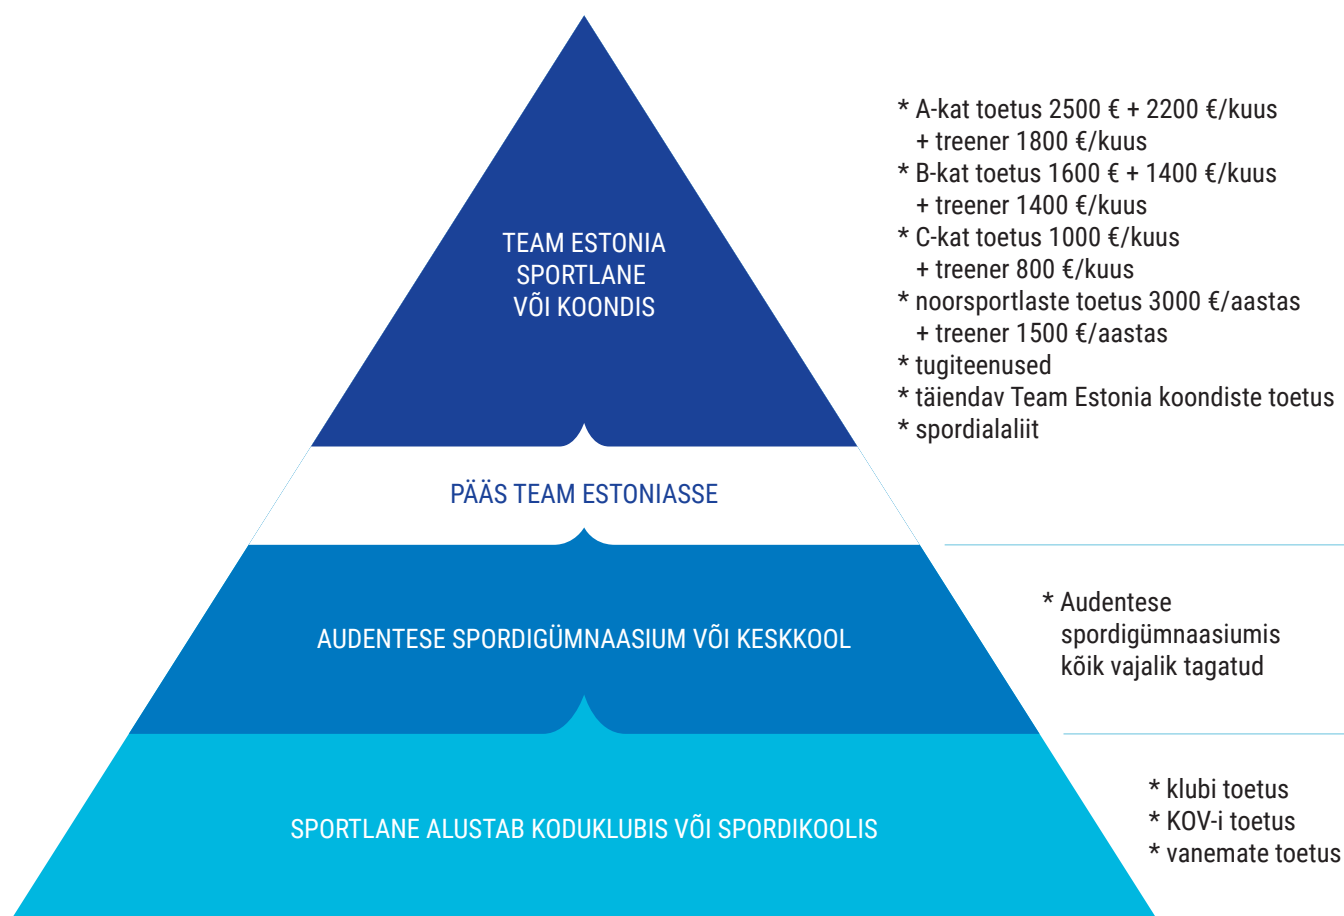 * A-kat toetus 2500 € + 2200 €/kuus
+ treener 1800 €/kuus
* B-kat toetus 1600 € + 1400 €/kuus
+ treener 1400 €/kuus
* C-kat toetus 1000 €/kuus
+ treener 800 €/kuus
* noorsportlaste toetus 3000 €/aastas
+ treener 1500 €/aastas
* tugiteenused
* täiendav Team Estonia koondiste toetus
* spordialaliit
TEAM ESTONIA
SPORTLANE
VÕI KOONDIS
PÄÄS TEAM ESTONIASSE
AUDENTESE SPORDIGÜMNAASIUM VÕI KESKKOOL
* Audentese
spordigümnaasiumis
kõik vajalik tagatud
SPORTLANE ALUSTAB KODUKLUBIS VÕI SPORDIKOOLIS
* klubi toetus
* KOV-i toetus
* vanemate toetus